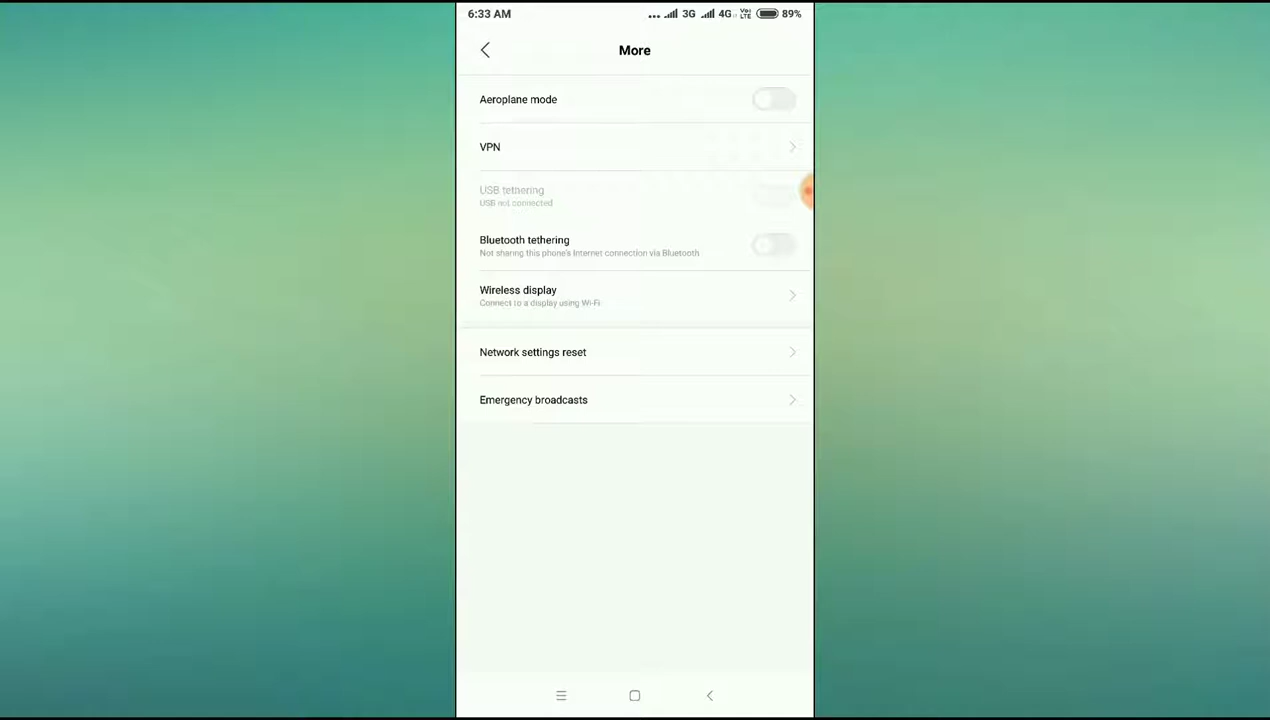 6:33 AM ... 3G 4G Vo) LTE 89%
More
Aeroplane mode
VPN
USB tethering
USB not connected
Bluetooth tethering
Not sharing this phone's Internet connection via Bluetooth
Wireless display
Connect to a display using Wi-Fi
Network settings reset
Emergency broadcasts